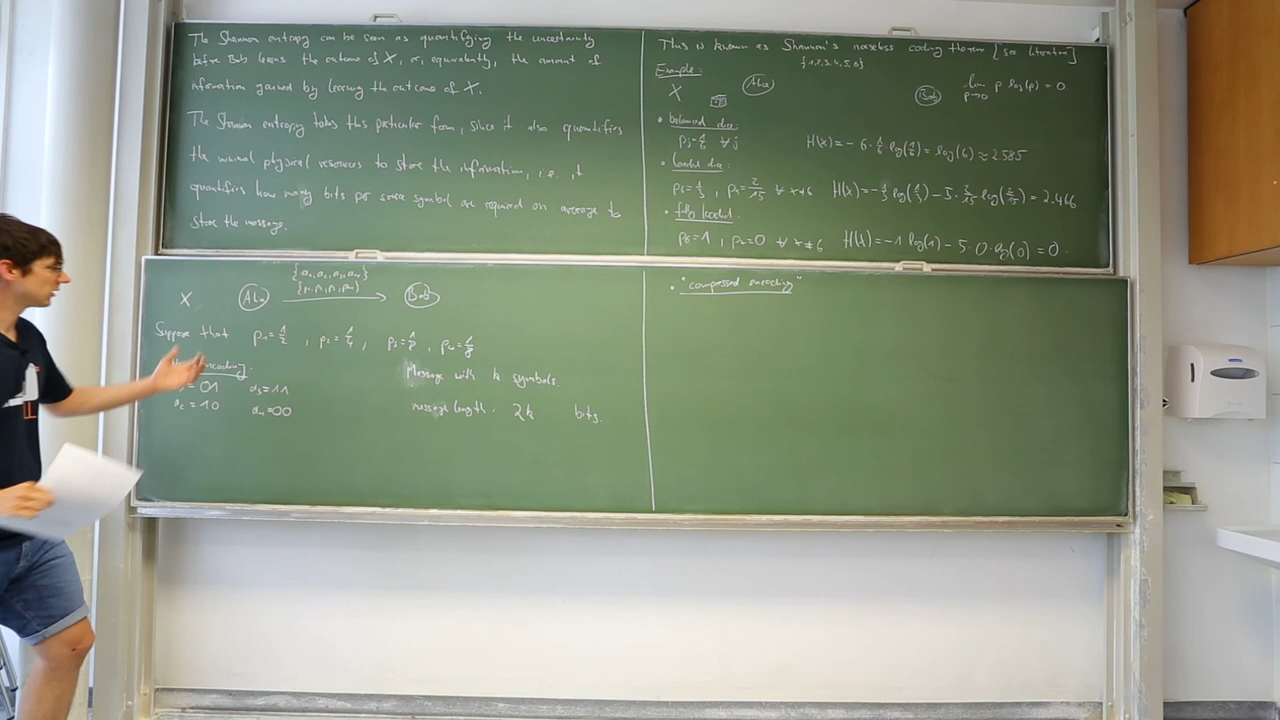 The Shannon entropy can be seen as quantifying the uncertainty
before Bob learns the outcome of X, or, equivalently, the amount of
information gained by learning the outcome of X.
The Shannon entropy takes this particular form, since it also quantifies
the minimal physical resources to store the information, i.e. it
quantifies how many bits per source symbol are required on average to
store the message.
This is known as Shannon's noiseless coding theorem [see literature]
Example: {1,2,3,4,5,6}
X Alice Bob lim p→0 p log(p) = 0.
• balanced dice:
pj = 1/6 ∀j H(X) = - 6 · 1/6 log(1/6) = log(6) ≈ 2.585
• loaded dice:
p6 = 1/3, px = 2/15 ∀ x≠6 H(X) = - 1/3 log(1/3) - 5 · 2/15 log(2/15) = 2.466
• fully loaded:
p6 = 1, px = 0 ∀ x≠6 H(X) = -1 log(1) - 5 · 0 · log(0) = 0.
{a1, a2, a3, a4}
X Alice Bob
{p1, p2, p3, p4}
Suppose that p1 = 1/2, p2 = 1/4, p3 = 1/8, p4 = 1/8
encoding: Message with k symbols.
= 01 a3 = 11
a2 = 10 a4 = 00 message length: 2k bits.
• "compressed encoding"